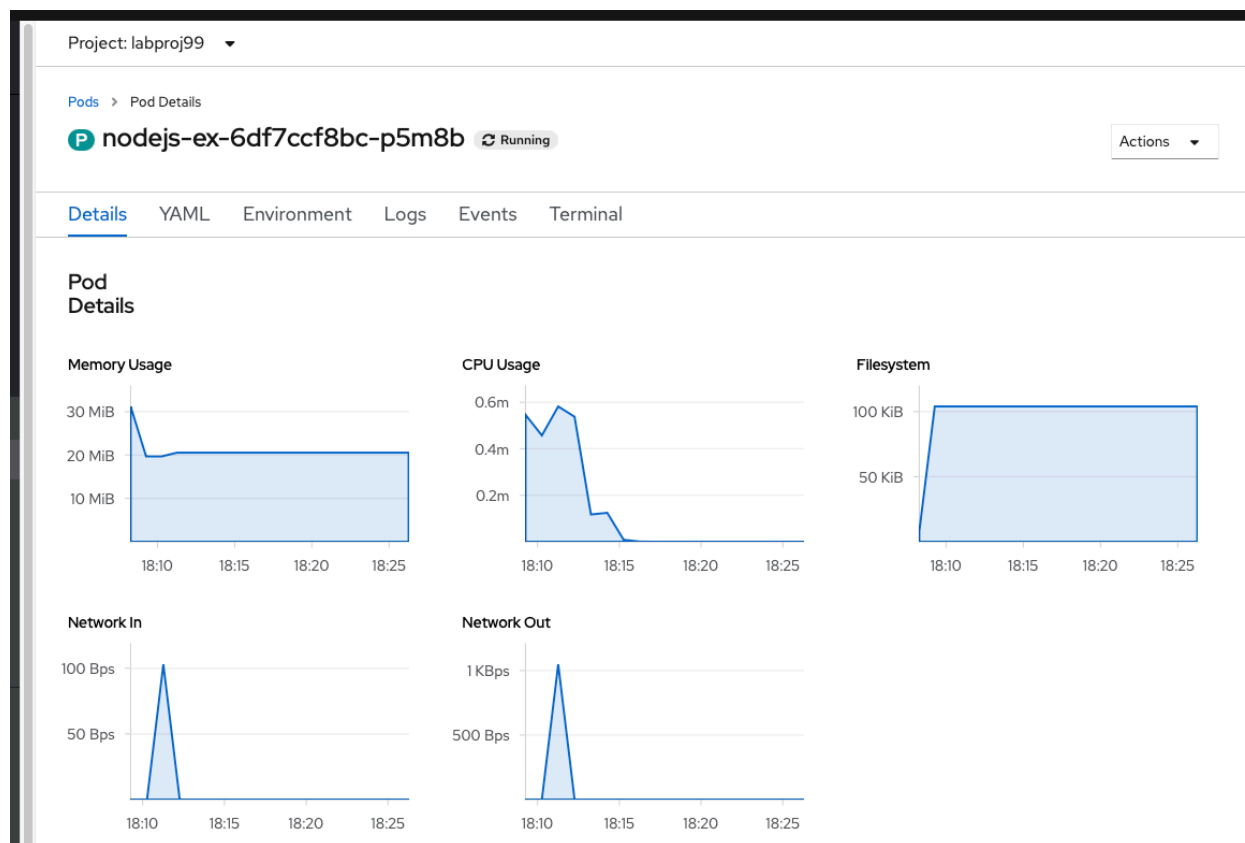 Project: labproj99
Pods > Pod Details
P nodejs-ex-6df7ccf8bc-p5m8b Running
Actions
Details YAML Environment Logs Events Terminal
Pod
Details
Memory Usage
30 MiB
20 MiB
10 MiB
18:10 18:15 18:20 18:25
CPU Usage
0.6m
0.4m
0.2m
18:10 18:15 18:20 18:25
Filesystem
100 KiB
50 KiB
18:10 18:15 18:20 18:25
Network In
100 Bps
50 Bps
18:10 18:15 18:20 18:25
Network Out
1 KBps
500 Bps
18:10 18:15 18:20 18:25